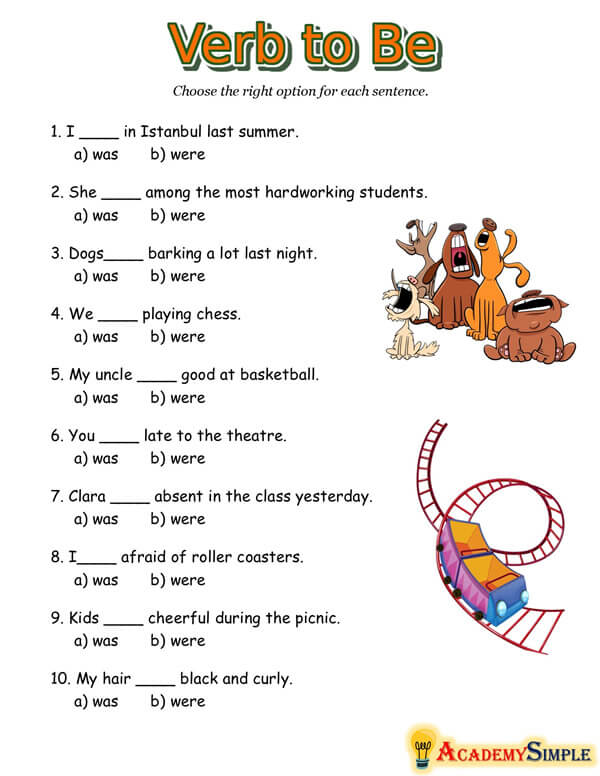 Verb to Be
Choose the right option for each sentence.
1. I ____ in Istanbul last summer.
a) was b) were
2. She ____ among the most hardworking students.
a) was b) were
3. Dogs____ barking a lot last night.
a) was b) were
4. We ____ playing chess.
a) was b) were
5. My uncle ____ good at basketball.
a) was b) were
6. You ____ late to the theatre.
a) was b) were
7. Clara ____ absent in the class yesterday.
a) was b) were
8. I____ afraid of roller coasters.
a) was b) were
9. Kids ____ cheerful during the picnic.
a) was b) were
10. My hair ____ black and curly.
a) was b) were
ACADEMYSIMPLE